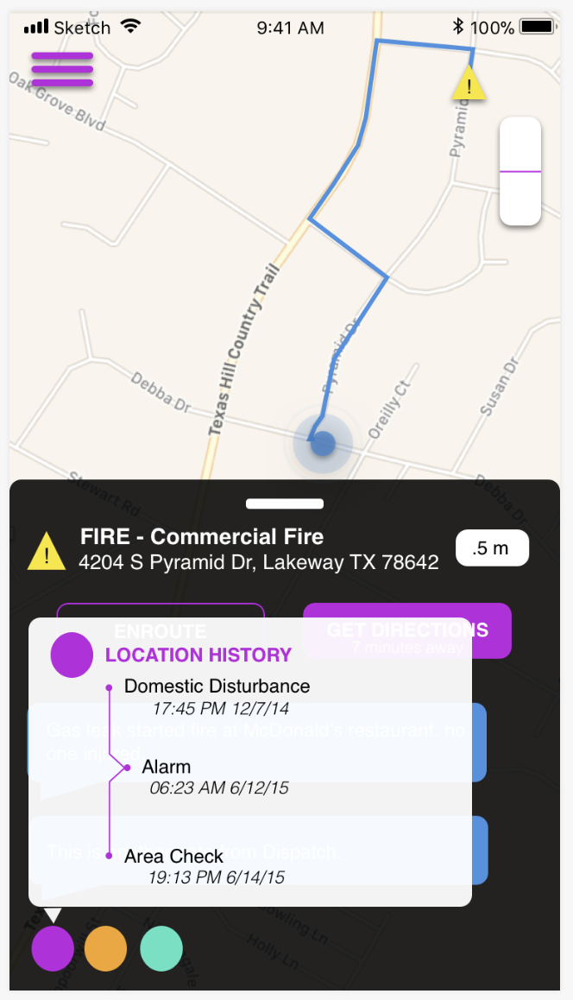 Sketch 9:41 AM 100%
Oak Grove Blvd
!
Pyramid
Texas Hill Country Trail
Pyramid Dr
Debba Dr
Oreilly Ct
Susan Dr
Stewart Rd
Debba Dr
! FIRE - Commercial Fire
4204 S Pyramid Dr, Lakeway TX 78642
.5 m
ENROUTE
GET DIRECTIONS
7 minutes away
LOCATION HISTORY
Domestic Disturbance
17:45 PM 12/7/14
Gas leak started fire at McDonald's restaurant, no
one injured
Alarm
06:23 AM 6/12/15
This is from Dispatch.
Area Check
19:13 PM 6/14/15
Bowling Ln
Holly Ln